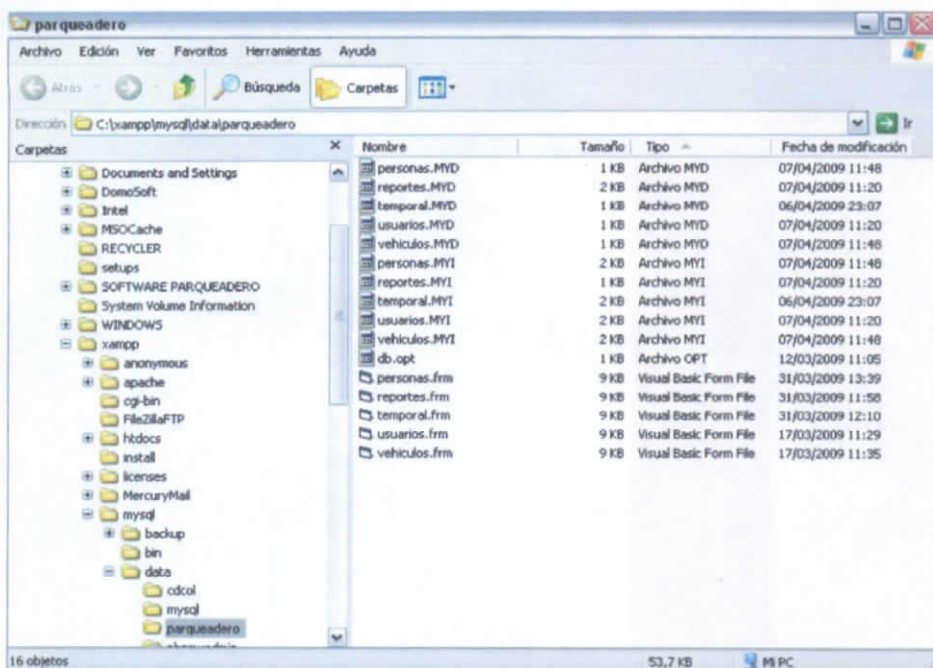 parqueadero
Archivo Edición Ver Favoritos Herramientas Ayuda
Atrás Búsqueda Carpetas
Dirección C:\xampp\mysql\data\parqueadero Ir
Carpetas
Documents and Settings
DomoSoft
Intel
MSOCache
RECYCLER
setups
SOFTWARE PARQUEADERO
System Volume Information
WINDOWS
xampp
anonymous
apache
cgi-bin
FileZillaFTP
htdocs
install
licenses
MercuryMail
mysql
backup
bin
data
cdcol
mysql
parqueadero
Nombre Tamaño Tipo Fecha de modificación
personas.MYD 1 KB Archivo MYD 07/04/2009 11:48
reportes.MYD 2 KB Archivo MYD 07/04/2009 11:20
temporal.MYD 1 KB Archivo MYD 06/04/2009 23:07
usuarios.MYD 1 KB Archivo MYD 07/04/2009 11:20
vehiculos.MYD 1 KB Archivo MYD 07/04/2009 11:48
personas.MYI 2 KB Archivo MYI 07/04/2009 11:48
reportes.MYI 1 KB Archivo MYI 07/04/2009 11:20
temporal.MYI 2 KB Archivo MYI 06/04/2009 23:07
usuarios.MYI 2 KB Archivo MYI 07/04/2009 11:20
vehiculos.MYI 2 KB Archivo MYI 07/04/2009 11:48
db.opt 1 KB Archivo OPT 12/03/2009 11:05
personas.frm 9 KB Visual Basic Form File 31/03/2009 13:39
reportes.frm 9 KB Visual Basic Form File 31/03/2009 11:58
temporal.frm 9 KB Visual Basic Form File 31/03/2009 12:10
usuarios.frm 9 KB Visual Basic Form File 17/03/2009 11:29
vehiculos.frm 9 KB Visual Basic Form File 17/03/2009 11:35
16 objetos 53,7 KB Mi PC